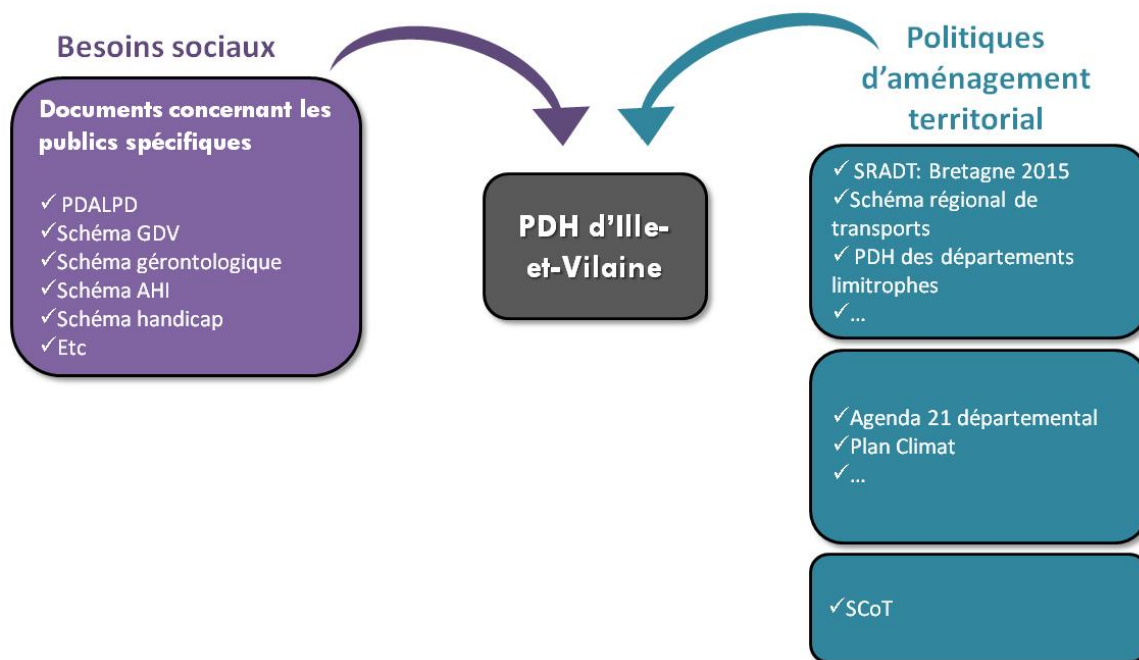 Besoins sociaux
Documents concernant les
publics spécifiques
✓ PDALPD
✓Schéma GDV
✓Schéma gérontologique
✓Schéma AHI
✓Schéma handicap
✓Etc
PDH d'Ille-
et-Vilaine
Politiques
d'aménagement
territorial
✓ SRADT: Bretagne 2015
✓Schéma régional de
transports
✓ PDH des départements
limitrophes
✓...
✓Agenda 21 départemental
✓Plan Climat
✓...
✓SCoT